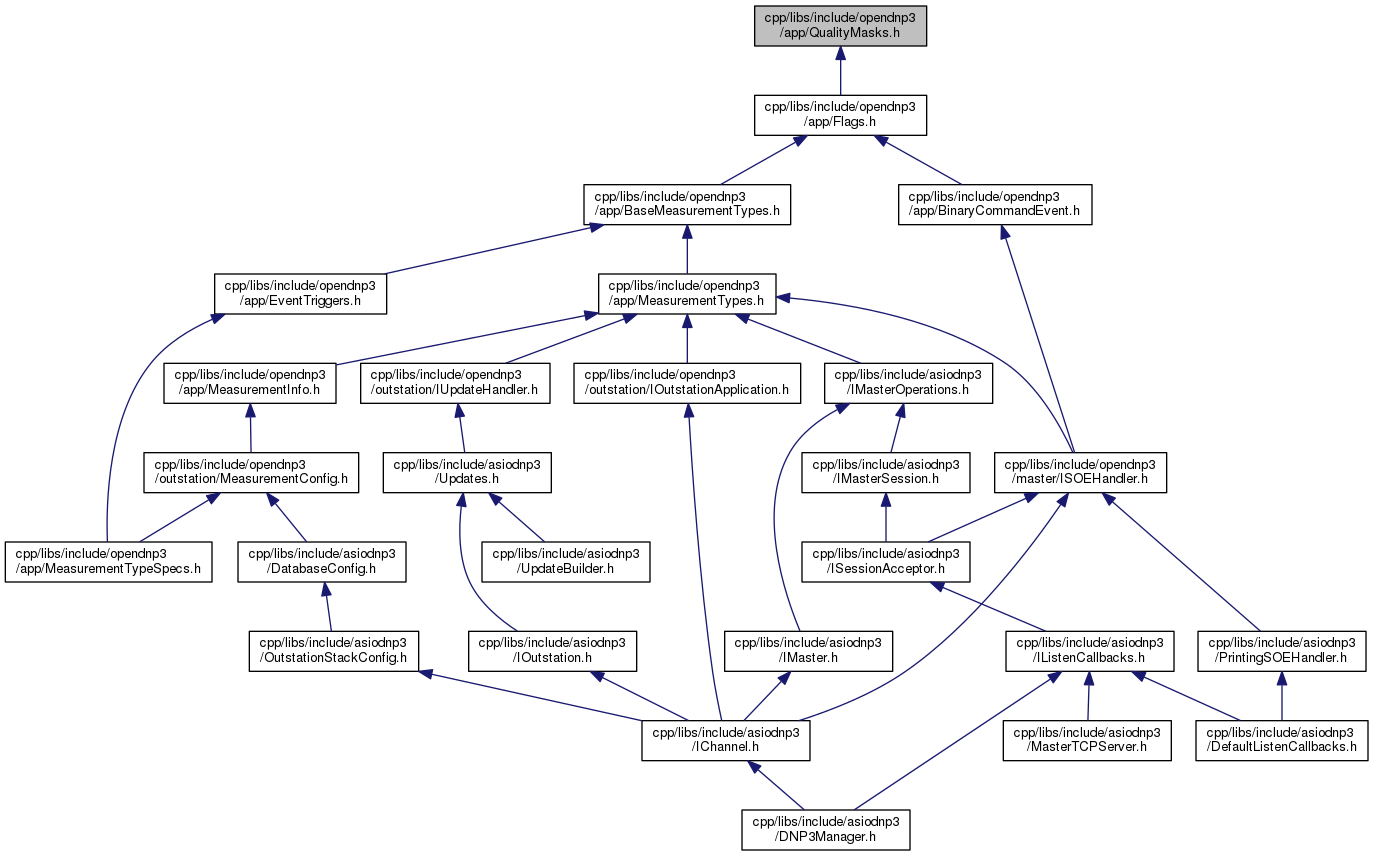 cpp/libs/include/opendnp3
/app/QualityMasks.h
cpp/libs/include/opendnp3
/app/Flags.h
cpp/libs/include/opendnp3
/app/BaseMeasurementTypes.h
cpp/libs/include/opendnp3
/app/BinaryCommandEvent.h
cpp/libs/include/opendnp3
/app/EventTriggers.h
cpp/libs/include/opendnp3
/app/MeasurementTypes.h
cpp/libs/include/opendnp3
/app/MeasurementInfo.h
cpp/libs/include/opendnp3
/outstation/IUpdateHandler.h
cpp/libs/include/opendnp3
/outstation/IOutstationApplication.h
cpp/libs/include/asiodnp3
/IMasterOperations.h
cpp/libs/include/opendnp3
/outstation/MeasurementConfig.h
cpp/libs/include/asiodnp3
/Updates.h
cpp/libs/include/asiodnp3
/IMasterSession.h
cpp/libs/include/opendnp3
/master/ISOEHandler.h
cpp/libs/include/opendnp3
/app/MeasurementTypeSpecs.h
cpp/libs/include/asiodnp3
/DatabaseConfig.h
cpp/libs/include/asiodnp3
/UpdateBuilder.h
cpp/libs/include/asiodnp3
/ISessionAcceptor.h
cpp/libs/include/asiodnp3
/OutstationStackConfig.h
cpp/libs/include/asiodnp3
/IOutstation.h
cpp/libs/include/asiodnp3
/IMaster.h
cpp/libs/include/asiodnp3
/IListenCallbacks.h
cpp/libs/include/asiodnp3
/PrintingSOEHandler.h
cpp/libs/include/asiodnp3
/IChannel.h
cpp/libs/include/asiodnp3
/MasterTCPServer.h
cpp/libs/include/asiodnp3
/DefaultListenCallbacks.h
cpp/libs/include/asiodnp3
/DNP3Manager.h